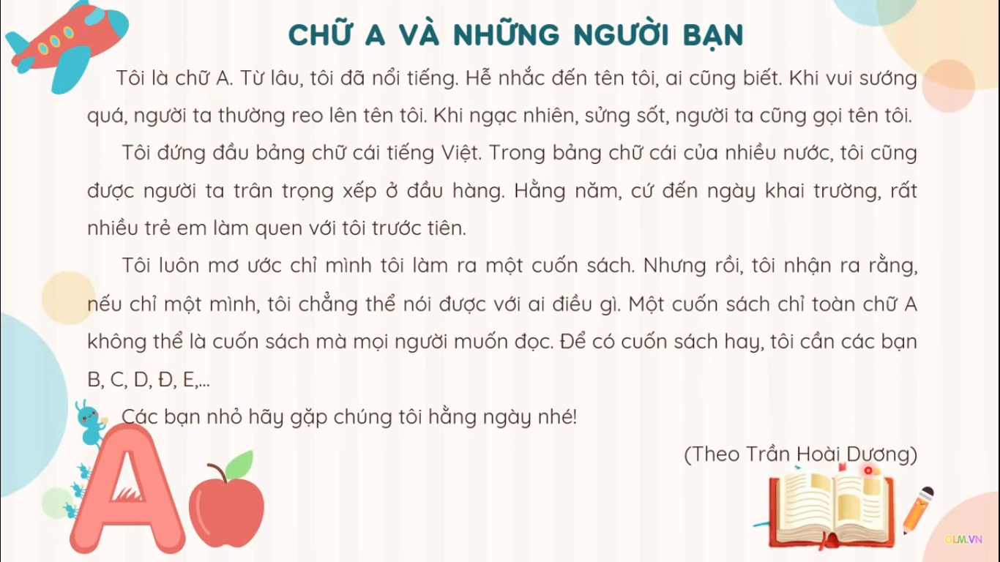 CHỮ A VÀ NHỮNG NGƯỜI BẠN
Tôi là chữ A. Từ lâu, tôi đã nổi tiếng. Hễ nhắc đến tên tôi, ai cũng biết. Khi vui sướng
quá, người ta thường reo lên tên tôi. Khi ngạc nhiên, sửng sốt, người ta cũng gọi tên tôi.
Tôi đứng đầu bảng chữ cái tiếng Việt. Trong bảng chữ cái của nhiều nước, tôi cũng
được người ta trân trọng xếp ở đầu hàng. Hằng năm, cứ đến ngày khai trường, rất
nhiều trẻ em làm quen với tôi trước tiên.
Tôi luôn mơ ước chỉ mình tôi làm ra một cuốn sách. Nhưng rồi, tôi nhận ra rằng,
nếu chỉ một mình, tôi chẳng thể nói được với ai điều gì. Một cuốn sách chỉ toàn chữ A
không thể là cuốn sách mà mọi người muốn đọc. Để có cuốn sách hay, tôi cần các bạn
B, C, D, Đ, E,...
Các bạn nhỏ hãy gặp chúng tôi hằng ngày nhé!
(Theo Trần Hoài Dương)
A
OLM.VN